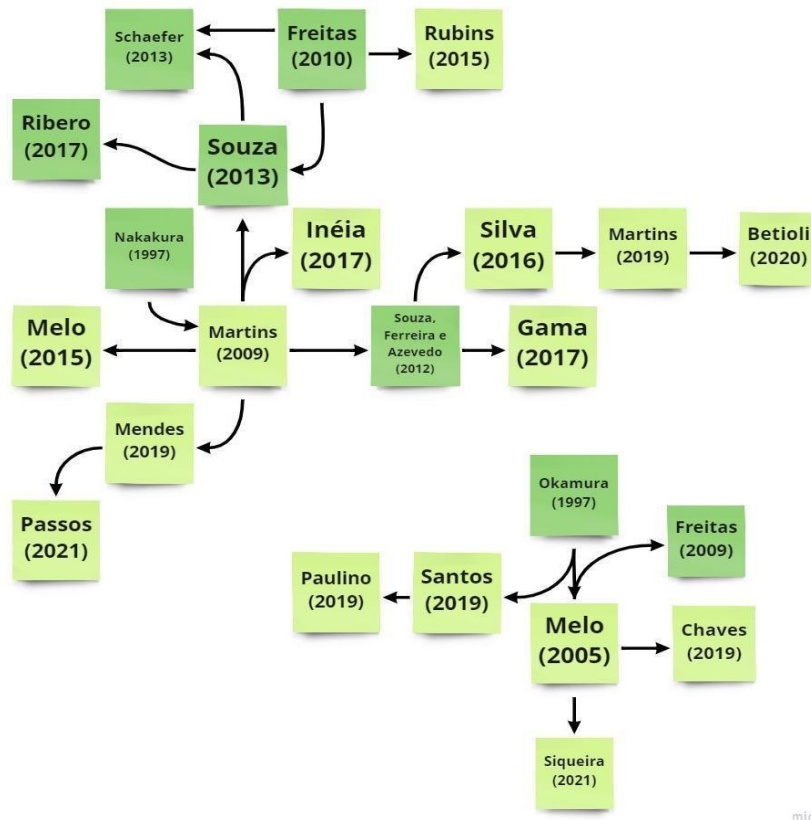 Schaefer
(2013)
Freitas
(2010)
Rubins
(2015)
Ribero
(2017)
Souza
(2013)
Nakakura
(1997)
Inéia
(2017)
Silva
(2016)
Martins
(2019)
Betioli
(2020)
Melo
(2015)
Martins
(2009)
Souza,
Ferreira e
Azevedo
(2012)
Gama
(2017)
Mendes
(2019)
Passos
(2021)
Okamura
(1997)
Freitas
(2009)
Paulino
(2019)
Santos
(2019)
Melo
(2005)
Chaves
(2019)
Siqueira
(2021)